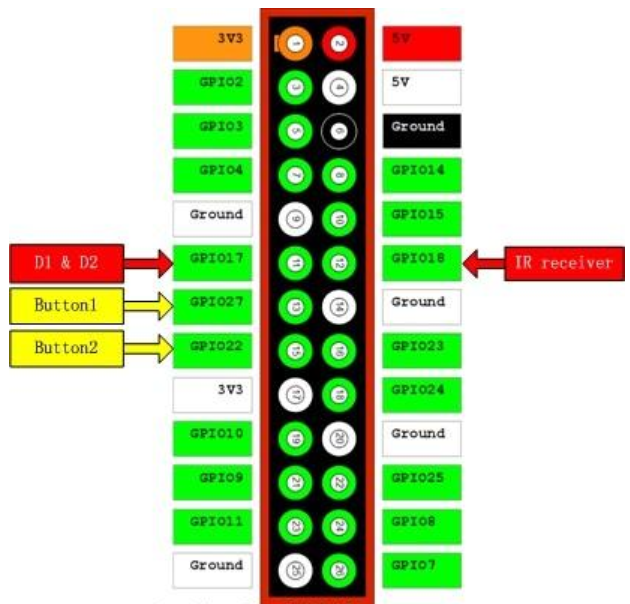 3V3 1 2 5V
GPIO2 3 4 5V
GPIO3 5 6 Ground
GPIO4 7 8 GPIO14
Ground 9 10 GPIO15
D1 & D2 GPIO17 11 12 GPIO18 IR receiver
Button1 GPIO27 13 14 Ground
Button2 GPIO22 15 16 GPIO23
3V3 17 18 GPIO24
GPIO10 19 20 Ground
GPIO9 21 22 GPIO25
GPIO11 23 24 GPIO8
Ground 25 26 GPIO7